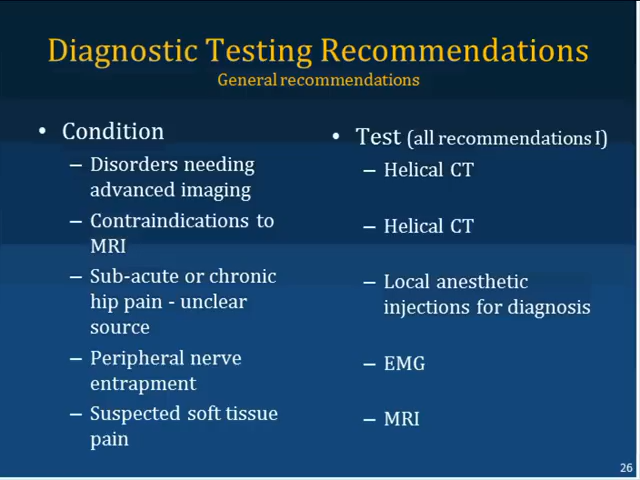 Diagnostic Testing Recommendations
General recommendations
• Condition
– Disorders needing
advanced imaging
– Contraindications to
MRI
– Sub-acute or chronic
hip pain - unclear
source
– Peripheral nerve
entrapment
– Suspected soft tissue
pain
• Test (all recommendations I)
– Helical CT
– Helical CT
– Local anesthetic
injections for diagnosis
– EMG
– MRI
26